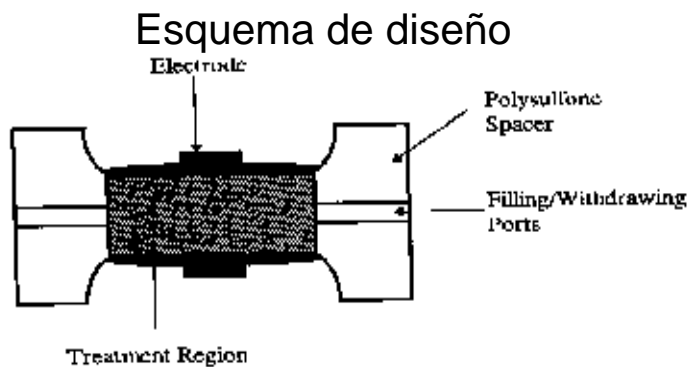 Esquema de diseño
Electrode
Polysulfone
Spacer
Filling/Withdrawing
Ports
Treatment Region